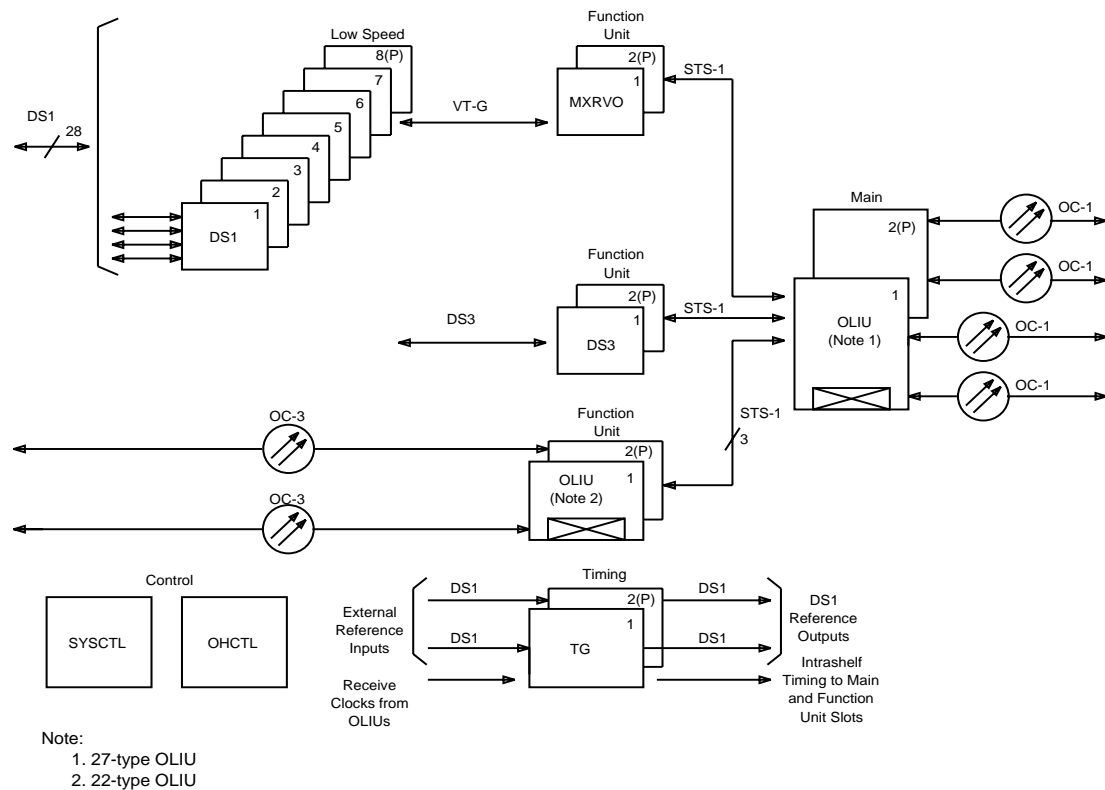 Function
Unit
Low Speed
8(P)
7
6
5
4
3
2
1
DS1
DS1
28
VT-G
2(P)
1
MXRVO
STS-1
Main
2(P)
1
OLIU
(Note 1)
OC-1
OC-1
OC-1
OC-1
Function
Unit
2(P)
1
DS3
DS3
STS-1
Function
Unit
2(P)
1
OLIU
(Note 2)
STS-1
3
OC-3
OC-3
Control
SYSCTL
OHCTL
Timing
2(P)
1
TG
External
Reference
Inputs
DS1
DS1
DS1
DS1
DS1
Reference
Outputs
Receive
Clocks from
OLIUs
Intrashelf
Timing to Main
and Function
Unit Slots
Note:
1. 27-type OLIU
2. 22-type OLIU